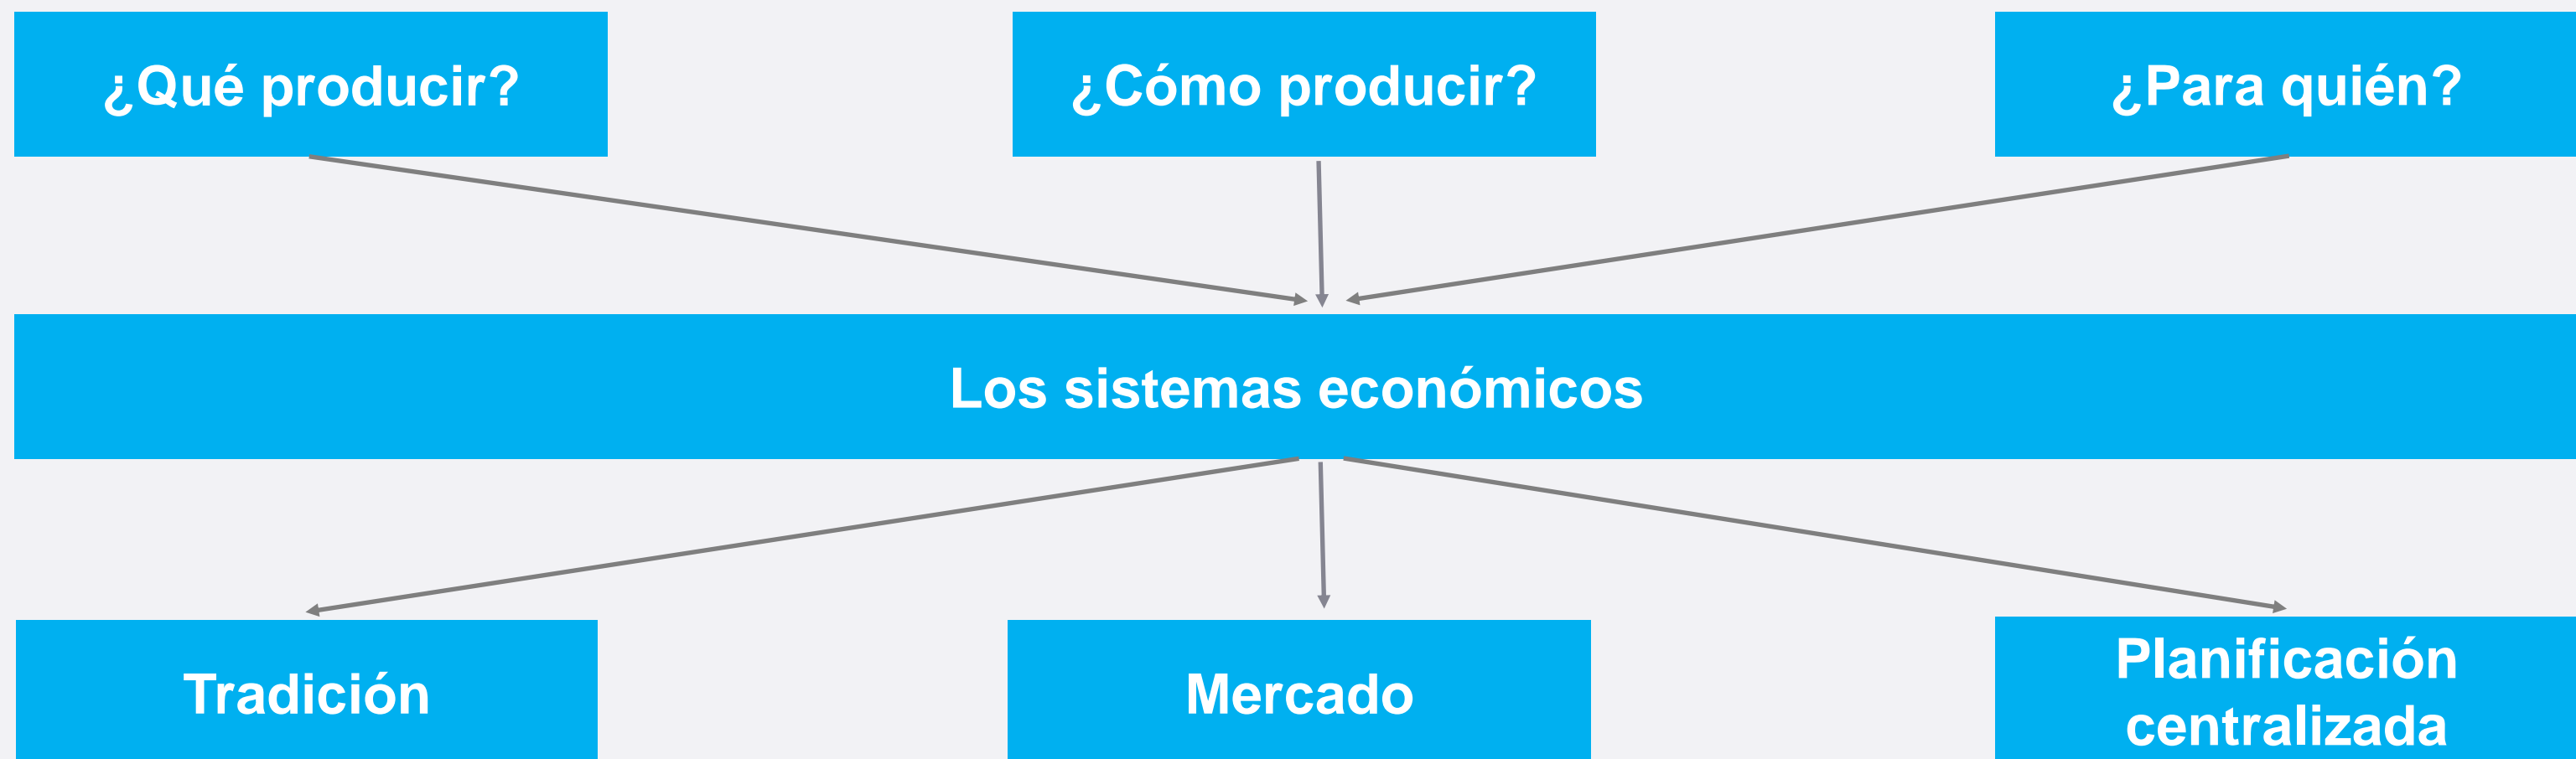 ¿Qué producir?
¿Cómo producir?
¿Para quién?
Los sistemas económicos
Tradición
Mercado
Planificación
centralizada